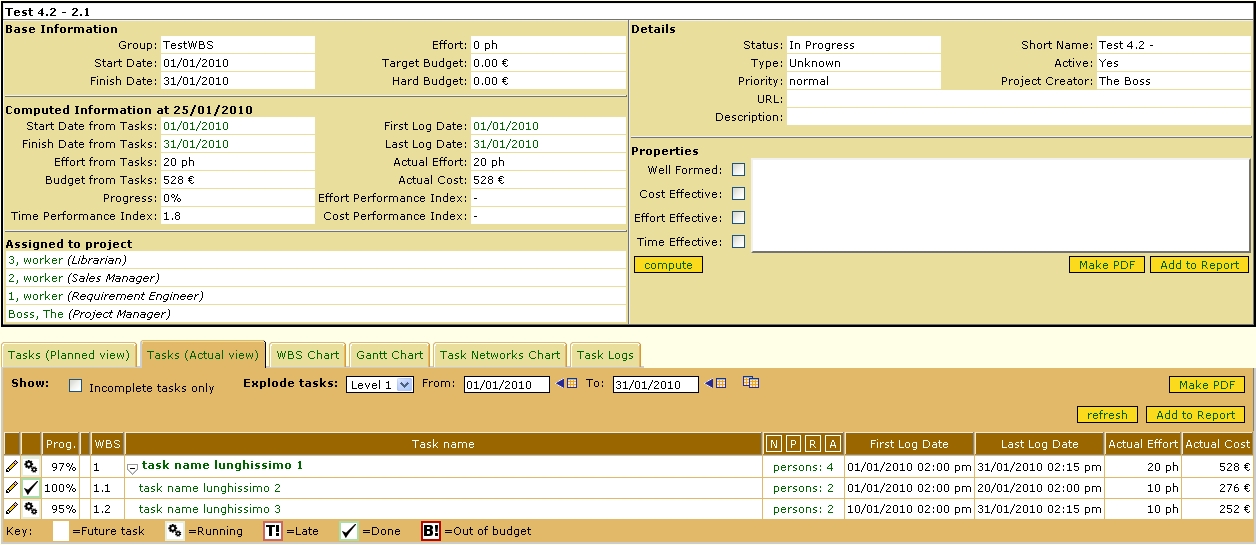 Test 4.2 - 2.1
Base Information
Group: TestWBS Effort: 0 ph
Start Date: 01/01/2010 Target Budget: 0.00 €
Finish Date: 31/01/2010 Hard Budget: 0.00 €
Computed Information at 25/01/2010
Start Date from Tasks: 01/01/2010 First Log Date: 01/01/2010
Finish Date from Tasks: 31/01/2010 Last Log Date: 31/01/2010
Effort from Tasks: 20 ph Actual Effort: 20 ph
Budget from Tasks: 528 € Actual Cost: 528 €
Progress: 0% Effort Performance Index: -
Time Performance Index: 1.8 Cost Performance Index: -
Assigned to project
3, worker (Librarian)
2, worker (Sales Manager)
1, worker (Requirement Engineer)
Boss, The (Project Manager)
Details
Status: In Progress Short Name: Test 4.2 -
Type: Unknown Active: Yes
Priority: normal Project Creator: The Boss
URL:
Description:
Properties
Well Formed:
Cost Effective:
Effort Effective:
Time Effective:
compute Make PDF Add to Report
Tasks (Planned view) Tasks (Actual view) WBS Chart Gantt Chart Task Networks Chart Task Logs
Show: Incomplete tasks only Explode tasks: Level 1 From: 01/01/2010 To: 31/01/2010 Make PDF
refresh Add to Report
Prog. WBS Task name N P R A First Log Date Last Log Date Actual Effort Actual Cost
97% 1 task name lunghissimo 1 persons: 4 01/01/2010 02:00 pm 31/01/2010 02:15 pm 20 ph 528 €
100% 1.1 task name lunghissimo 2 persons: 2 01/01/2010 02:00 pm 20/01/2010 02:00 pm 10 ph 276 €
95% 1.2 task name lunghissimo 3 persons: 2 10/01/2010 02:00 pm 31/01/2010 02:15 pm 10 ph 252 €
Key: =Future task =Running T! =Late =Done B! =Out of budget